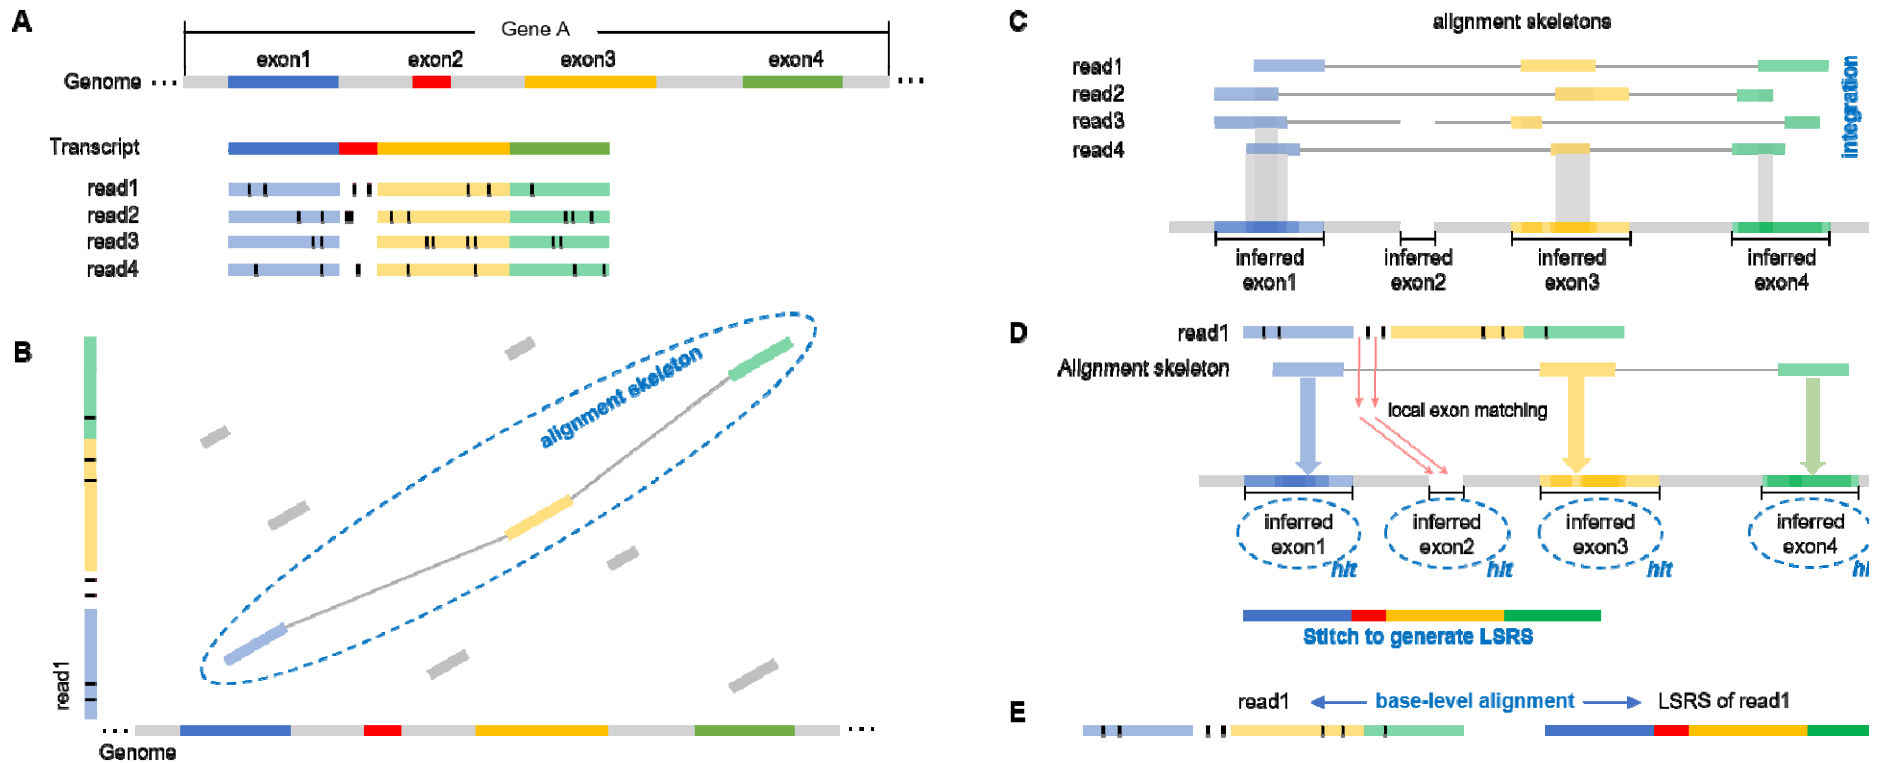 A
Gene A
exon1 exon2 exon3 exon4
Genome
Transcript
read1
read2
read3
read4
B
alignment skeleton
read1
Genome
C
alignment skeletons
read1
read2
read3
read4
integration
inferred inferred inferred inferred
exon1 exon2 exon3 exon4
D
read1
Alignment skeleton
local exon matching
inferred inferred inferred inferred
exon1 exon2 exon3 exon4
hit hit hit hi
Stitch to generate LSRS
E
read1 base-level alignment LSRS of read1